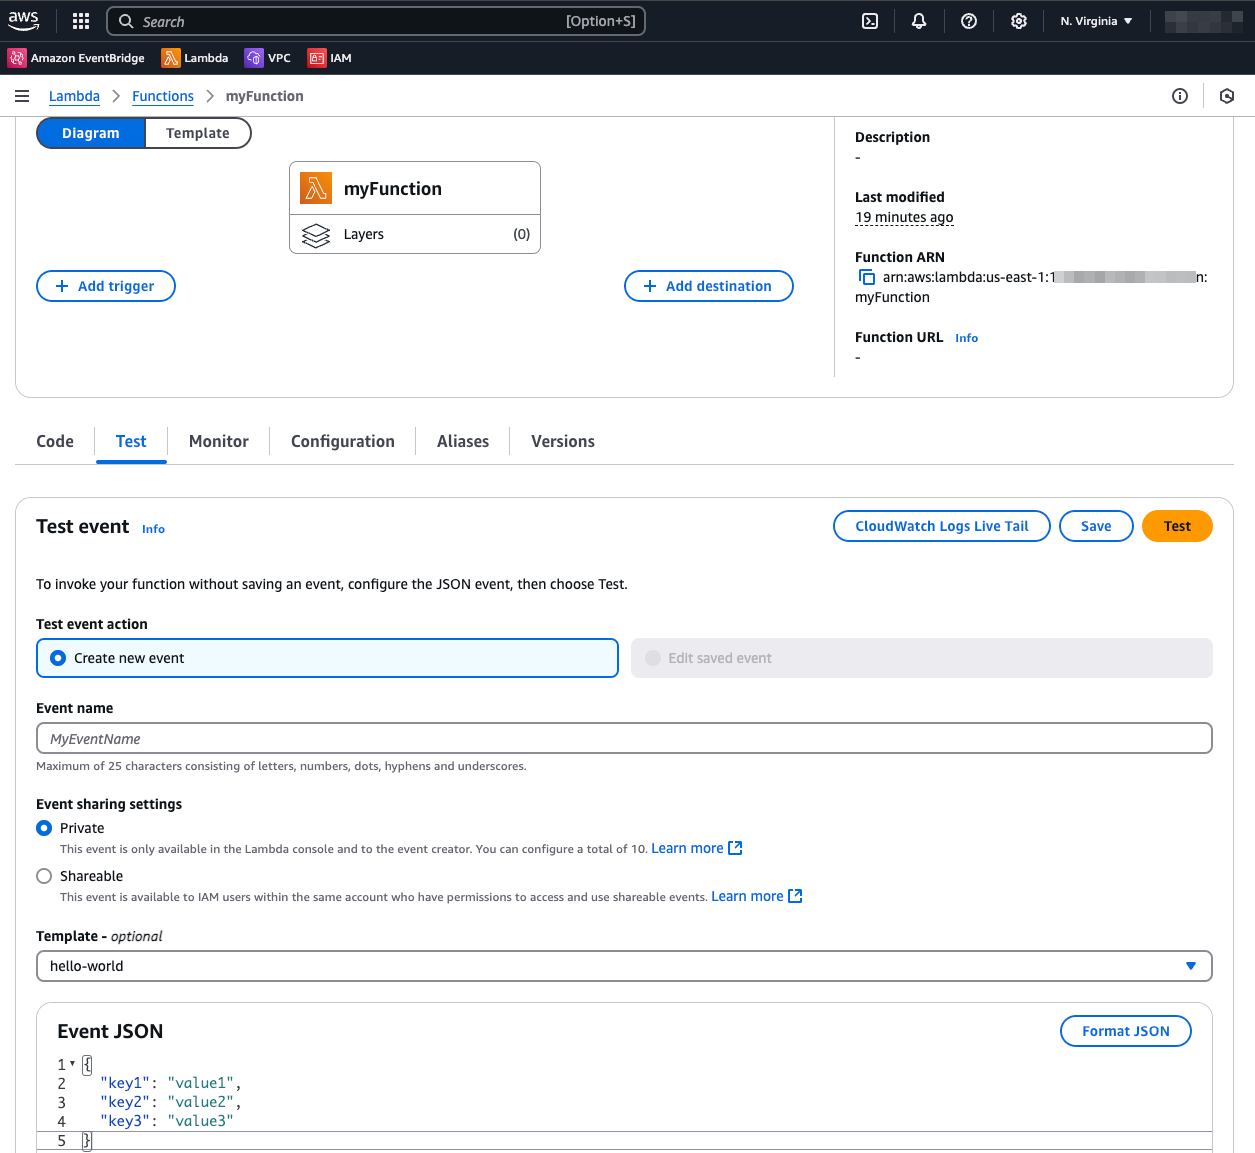 aws
Search [Option+S]
N. Virginia
Amazon EventBridge Lambda VPC IAM
Lambda Functions myFunction
Diagram Template
myFunction
Layers (0)
+ Add trigger
+ Add destination
Description
-
Last modified
19 minutes ago
Function ARN
arn:aws:lambda:us-east-1:1 n:
myFunction
Function URL Info
-
Code Test Monitor Configuration Aliases Versions
Test event Info
CloudWatch Logs Live Tail Save Test
To invoke your function without saving an event, configure the JSON event, then choose Test.
Test event action
Create new event Edit saved event
Event name
MyEventName
Maximum of 25 characters consisting of letters, numbers, dots, hyphens and underscores.
Event sharing settings
Private
This event is only available in the Lambda console and to the event creator. You can configure a total of 10. Learn more
Shareable
This event is available to IAM users within the same account who have permissions to access and use shareable events. Learn more
Template - optional
hello-world
Event JSON Format JSON
1 {
2 "key1": "value1",
3 "key2": "value2",
4 "key3": "value3"
5 }